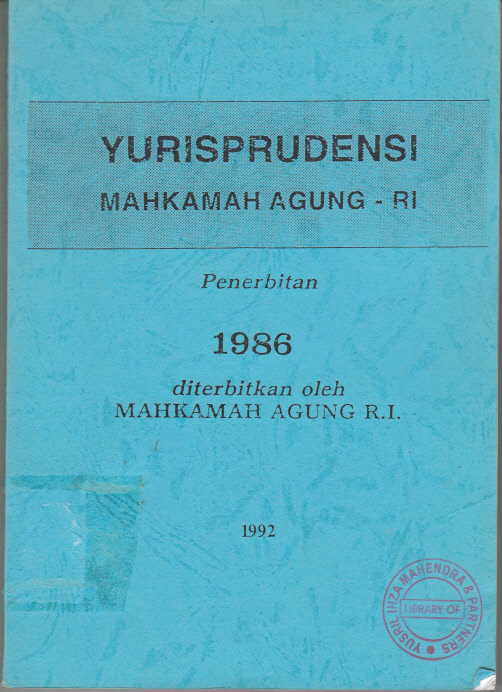 YURISPRUDENSI
MAHKAMAH AGUNG - RI
Penerbitan
1986
diterbitkan oleh
MAHKAMAH AGUNG R.I.
1992
YUSRIL IHZA MAHENDRA & PARTNERS
LIBRARY OF